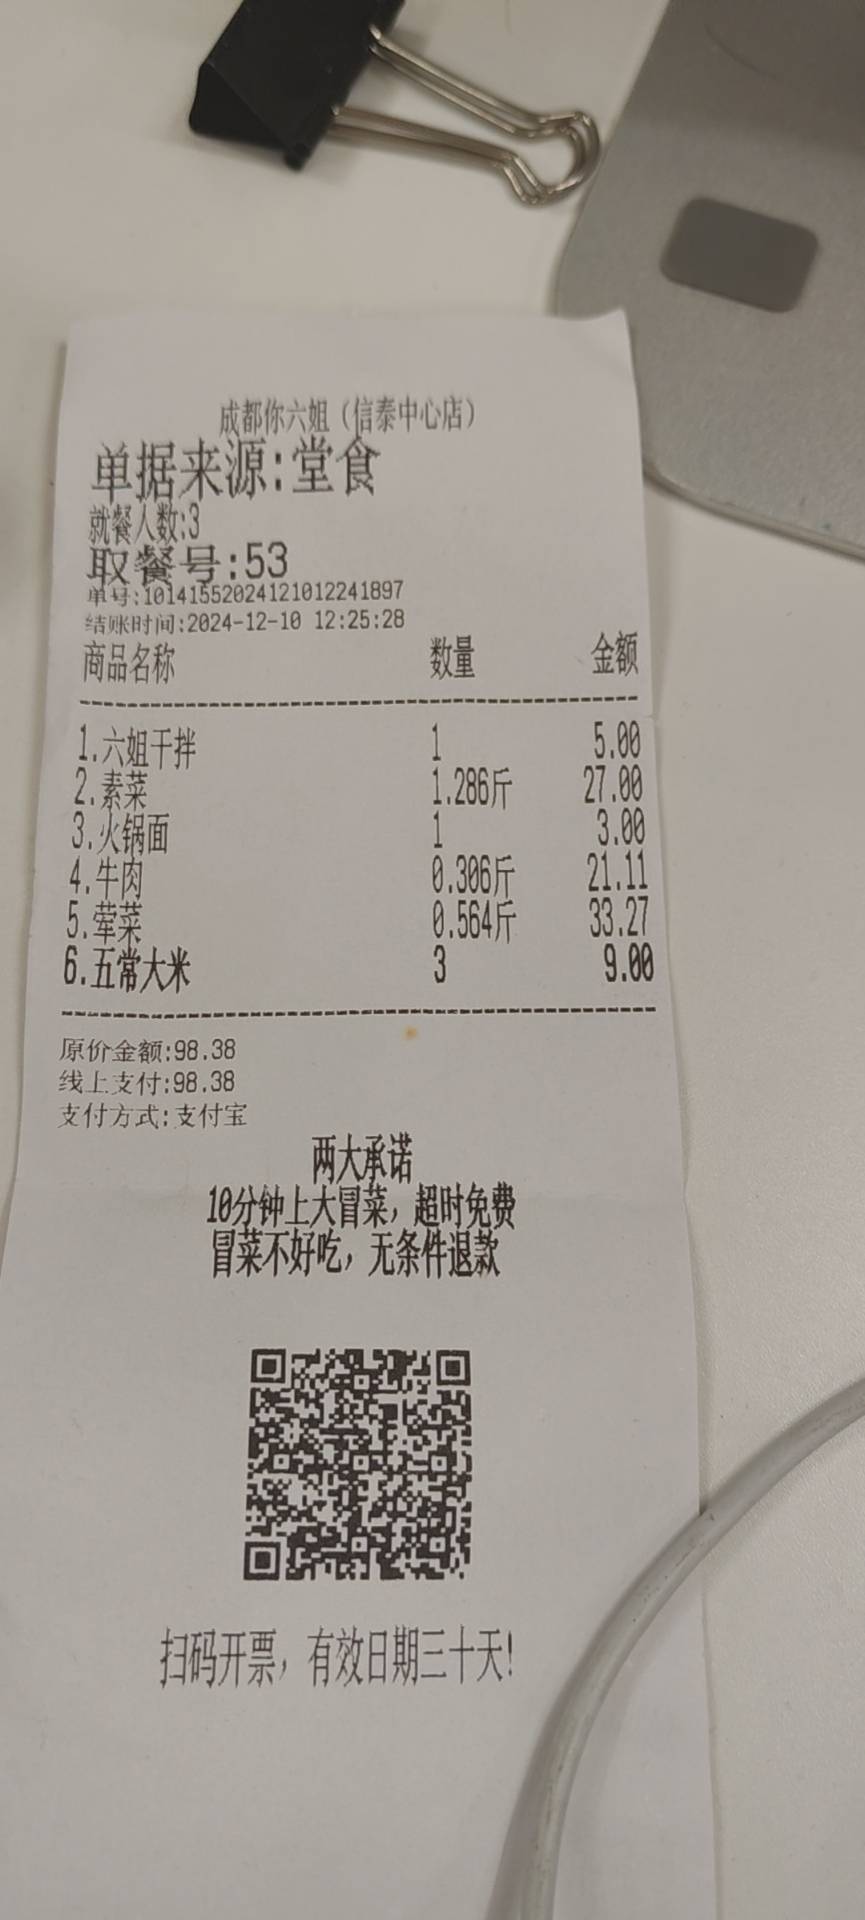 成都你六姐（信泰中心店）
单据来源:堂食
就餐人数:3
取餐号:53
单号:10141552024121012241897
结账时间:2024-12-10 12:25:28
商品名称 数量 金额
1.六姐干拌 1 5.00
2.素菜 1.286斤 27.00
3.火锅面 1 3.00
4.牛肉 0.306斤 21.11
5.荤菜 0.564斤 33.27
6.五常大米 3 9.00
原价金额:98.38
线上支付:98.38
支付方式:支付宝
两大承诺
10分钟上大冒菜，超时免费
冒菜不好吃，无条件退款
扫码开票，有效日期三十天!